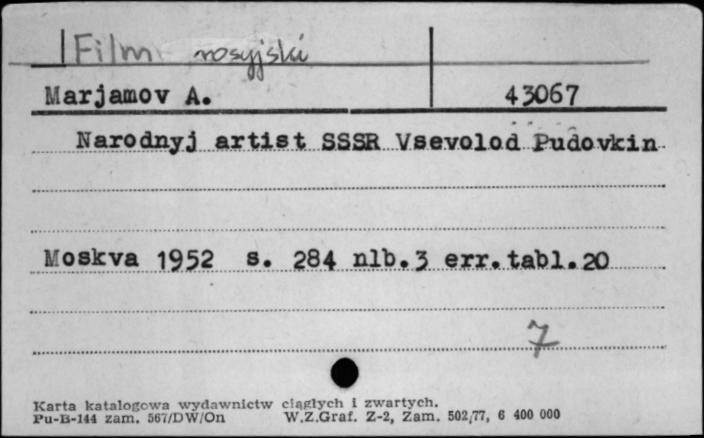 Film rosyjski
Marjamov A. 43067
Narodnyj artist SSSR Vsevolod Pudovkin
Moskva 1952 s. 284 nlb.3 err.tabl.20
7
Karta katalogowa wydawnictw ciągłych i zwartych.
Pu-B-144 zam. 567/DW/On W.Z.Graf. Z-2, Zam. 502/77, 6 400 000